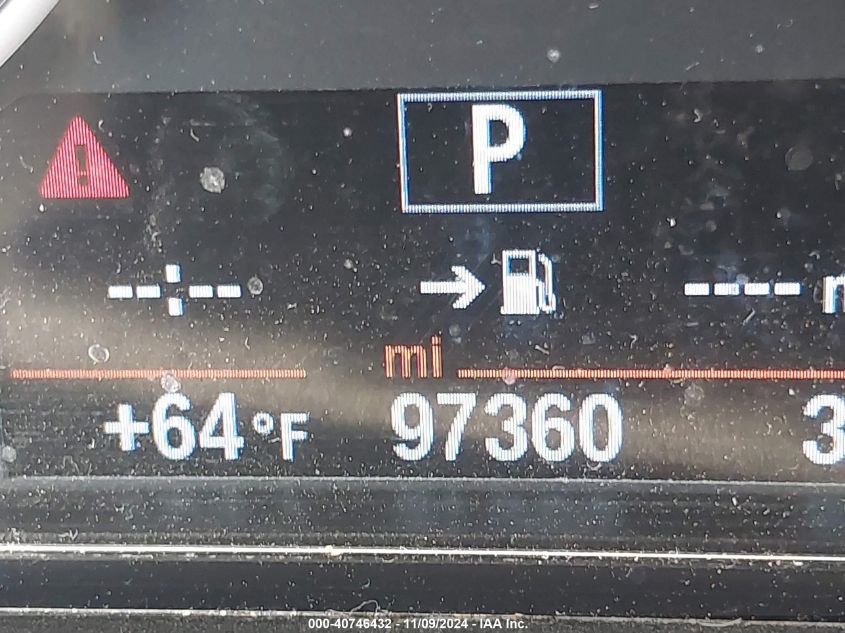 P
--:-- ---- m
mi
+64 °F 97360 3
000-40746432 - 11/09/2024 - IAA Inc.